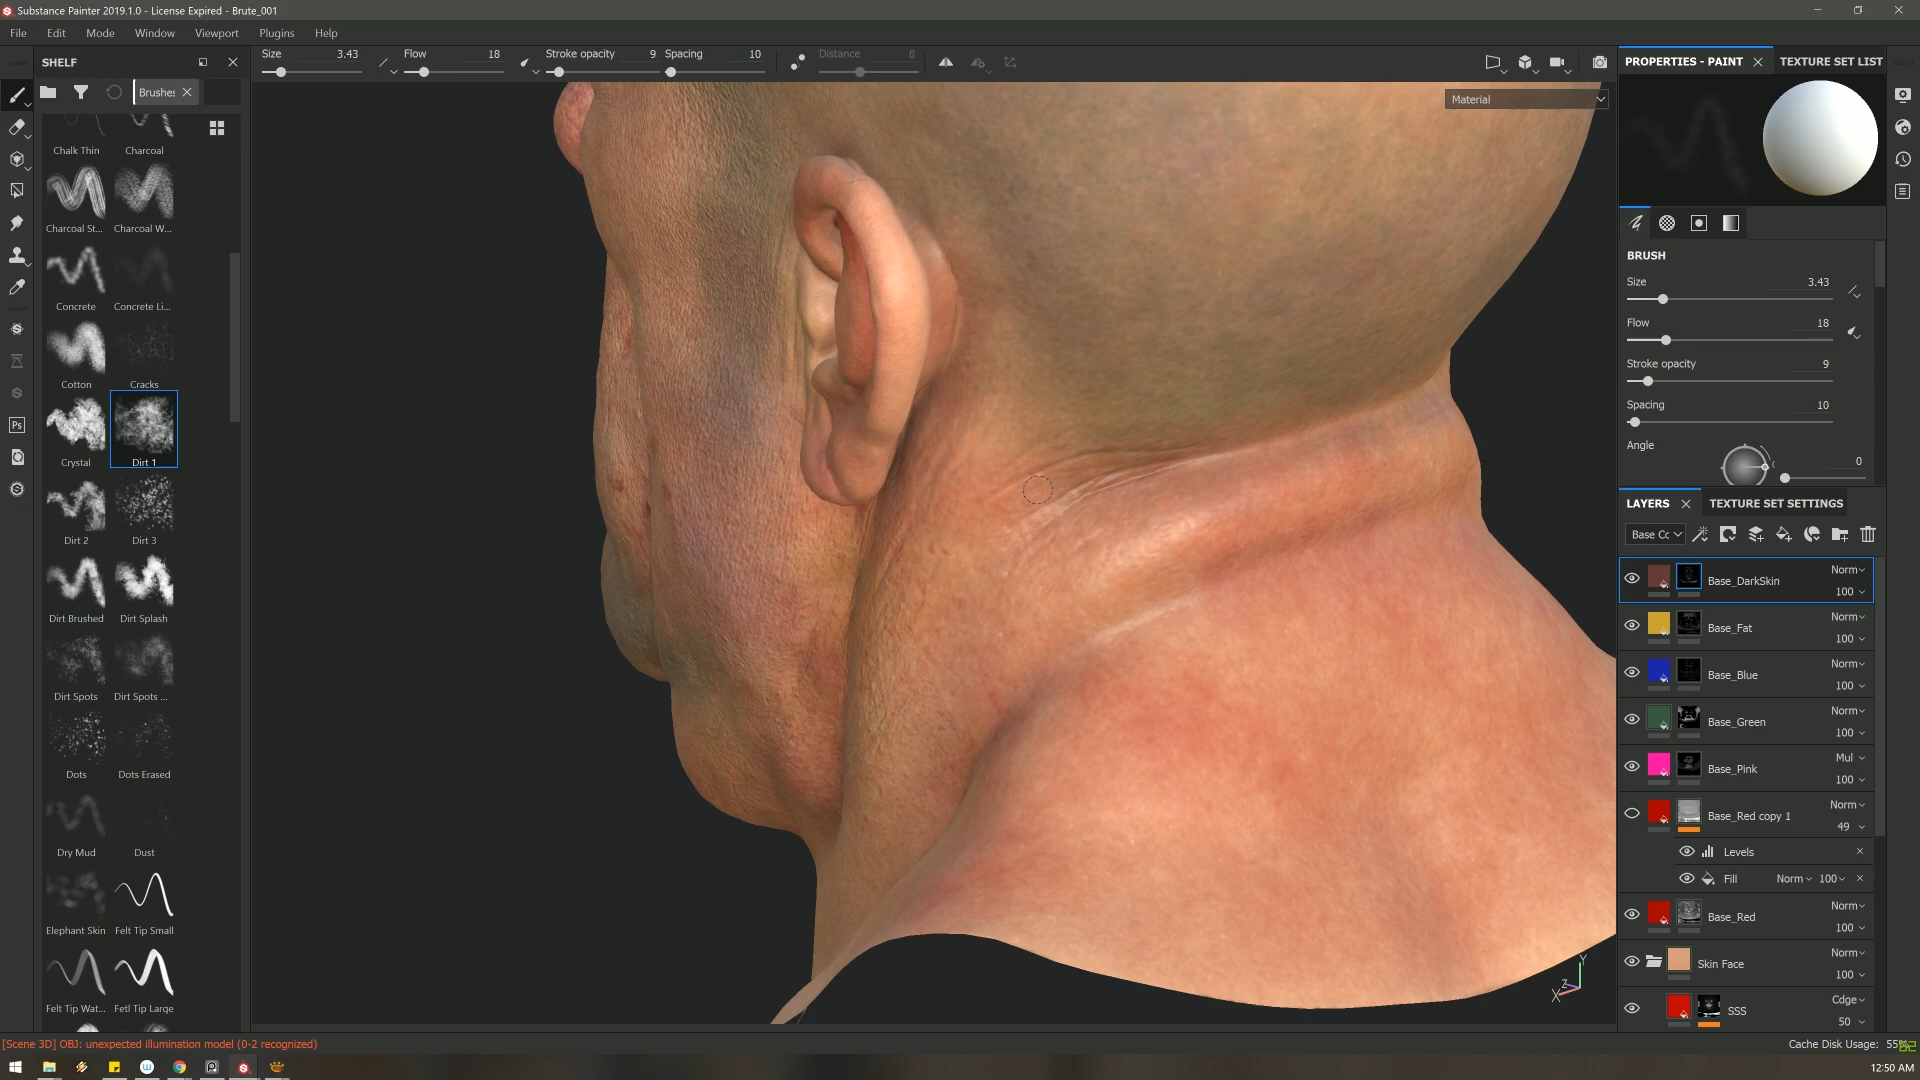 Substance Painter 2019.1.0 - License Expired - Brute_001
File Edit Mode Window Viewport Plugins Help
SHELF
Size 3.43 Flow 18 Stroke opacity 9 Spacing 10 Distance 8
PROPERTIES - PAINT TEXTURE SET LIST
Brushes
Material
Chalk Thin Charcoal
Charcoal St... Charcoal W...
Concrete Concrete Li...
Cotton Cracks
Crystal Dirt 1
Dirt 2 Dirt 3
Dirt Brushed Dirt Splash
Dirt Spots Dirt Spots ...
Dots Dots Erased
Dry Mud Dust
Elephant Skin Felt Tip Small
Felt Tip Wat... Fetl Tip Large
Ps
BRUSH
Size 3.43
Flow 18
Stroke opacity 9
Spacing 10
Angle
0
LAYERS TEXTURE SET SETTINGS
Base Cc
Base_DarkSkin Norm 100
Base_Fat Norm 100
Base_Blue Norm 100
Base_Green Norm 100
Base_Pink Mul 100
Base_Red copy 1 Norm 49
Levels
Fill Norm 100
Base_Red Norm 100
Skin Face Norm 100
SSS Cdge 50
Y
Z
X
[Scene 3D] OBJ: unexpected illumination model (0-2 recognized)
Cache Disk Usage: 55%
12:50 AM